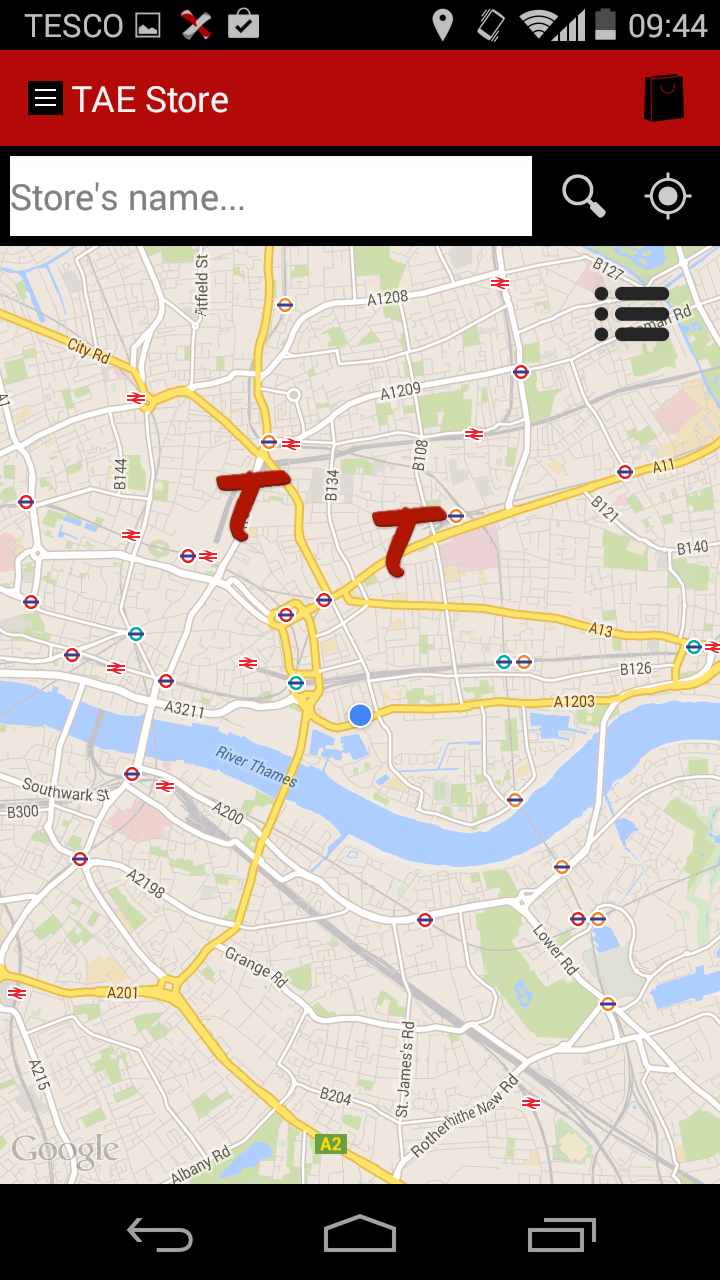 TESCO 09:44
TAE Store
Store's name...
B127
A1208
City Rd
A1209
A1
B108
B144
B134
A11
B121
B140
A13
B126
A3211
A1203
River Thames
Southwark St
B300
A200
A2198
Lower Rd
Grange Rd
A201
St. James's Rd
A215
B204
Rotherhithe New Rd
A2
Albany Rd
Google
T
T